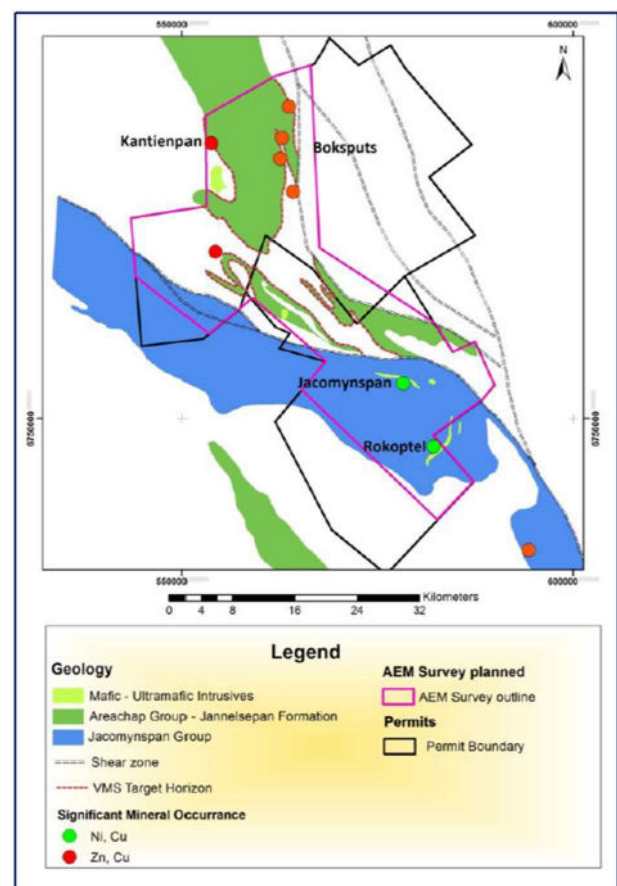 550000
600000
N
Kantienpan
Boksputs
Jacomynspan
Rokoptel
6750000
6750000
550000
600000
0 2 4 8 16 24 32 Kilometers
Legend
Geology
Mafic - Ultramafic Intrusives
Areachap Group - Jannelsepan Formation
Jacomynspan Group
Shear zone
VMS Target Horizon
Significant Mineral Occurrance
Ni, Cu
Zn, Cu
AEM Survey planned
AEM Survey outline
Permits
Permit Boundary